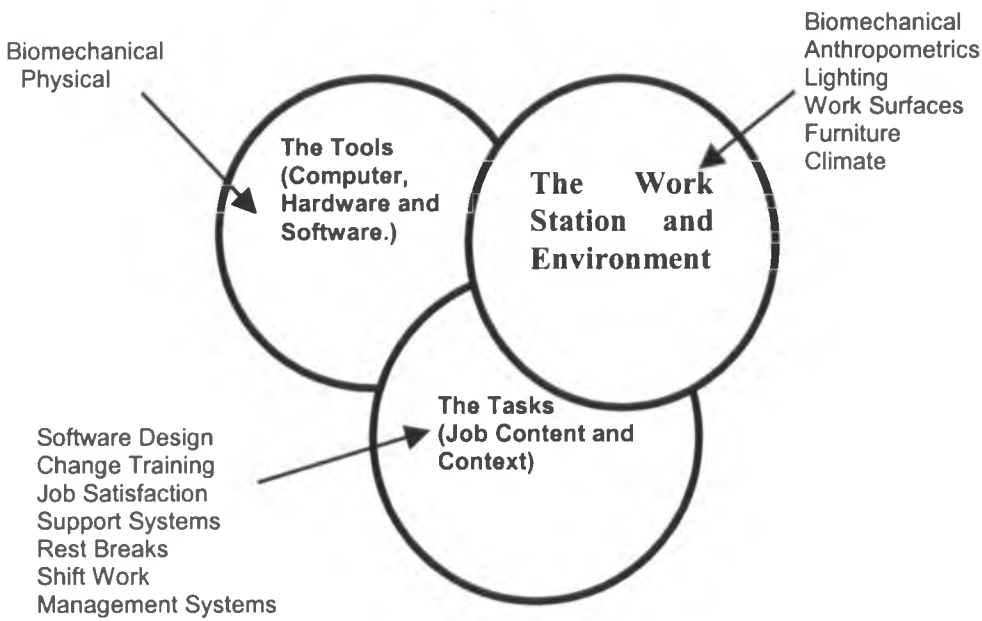 Biomechanical
Physical
The Tools
(Computer,
Hardware and
Software.)
Biomechanical
Anthropometrics
Lighting
Work Surfaces
Furniture
Climate
The Work
Station and
Environment
The Tasks
(Job Content and
Context)
Software Design
Change Training
Job Satisfaction
Support Systems
Rest Breaks
Shift Work
Management Systems